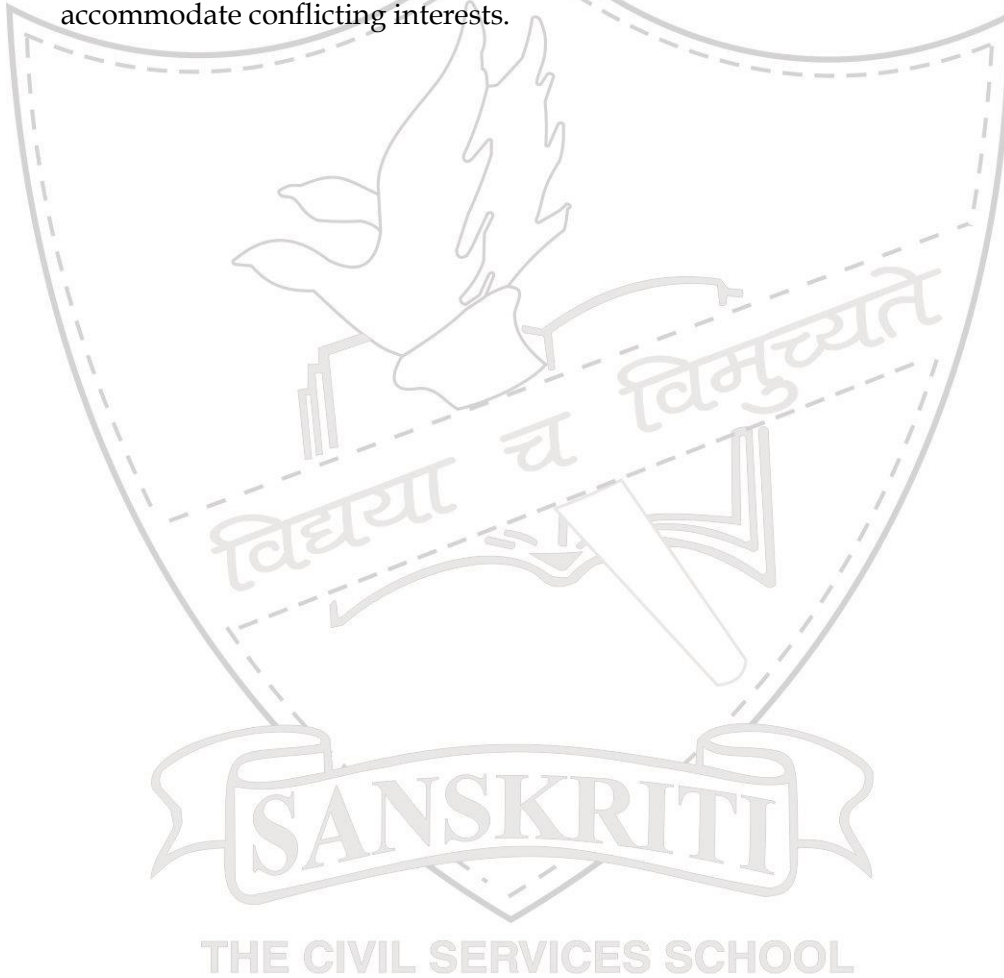 accommodate conflicting interests.
विद्यया च विमुच्यते
SANSKRITI
THE CIVIL SERVICES SCHOOL